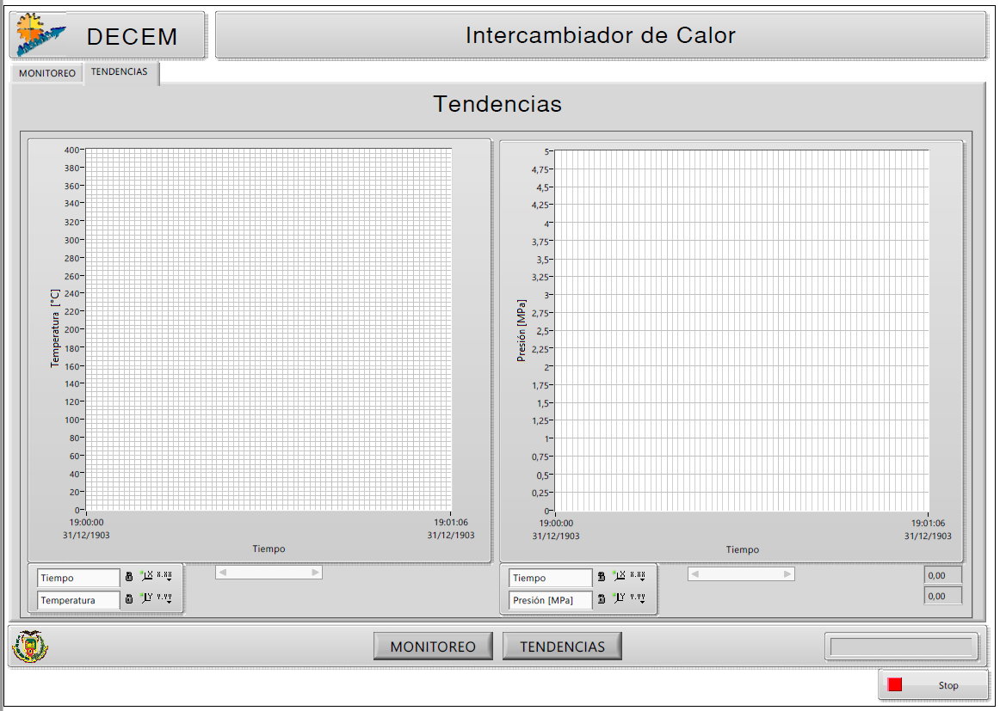 DECEM
Intercambiador de Calor
MONITOREO
TENDENCIAS
Tendencias
400
380
360
340
320
300
280
260
240
220
200
180
160
140
120
100
80
60
40
20
0
Temperatura [°C]
19:00:00
31/12/1903
19:01:06
31/12/1903
Tiempo
5
4,75
4,5
4,25
4
3,75
3,5
3,25
3
2,75
2,5
2,25
2
1,75
1,5
1,25
1
0,75
0,5
0,25
0
Presión [MPa]
19:00:00
31/12/1903
19:01:06
31/12/1903
Tiempo
Tiempo
X X.XX
Temperatura
Y Y.YY
Tiempo
X X.XX
Presión [MPa]
Y Y.YY
0,00
0,00
MONITOREO
TENDENCIAS
Stop